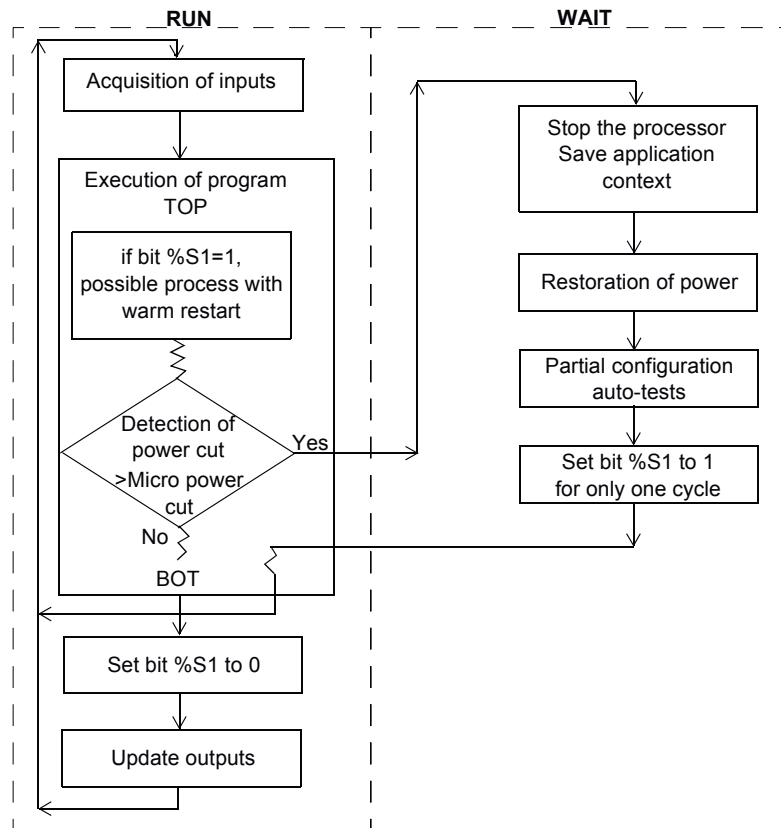 RUN
WAIT
Acquisition of inputs
Execution of program
TOP
if bit %S1=1,
possible process with
warm restart
Detection of
power cut
>Micro power
cut
Yes
No
BOT
Set bit %S1 to 0
Update outputs
Stop the processor
Save application
context
Restoration of power
Partial configuration
auto-tests
Set bit %S1 to 1
for only one cycle